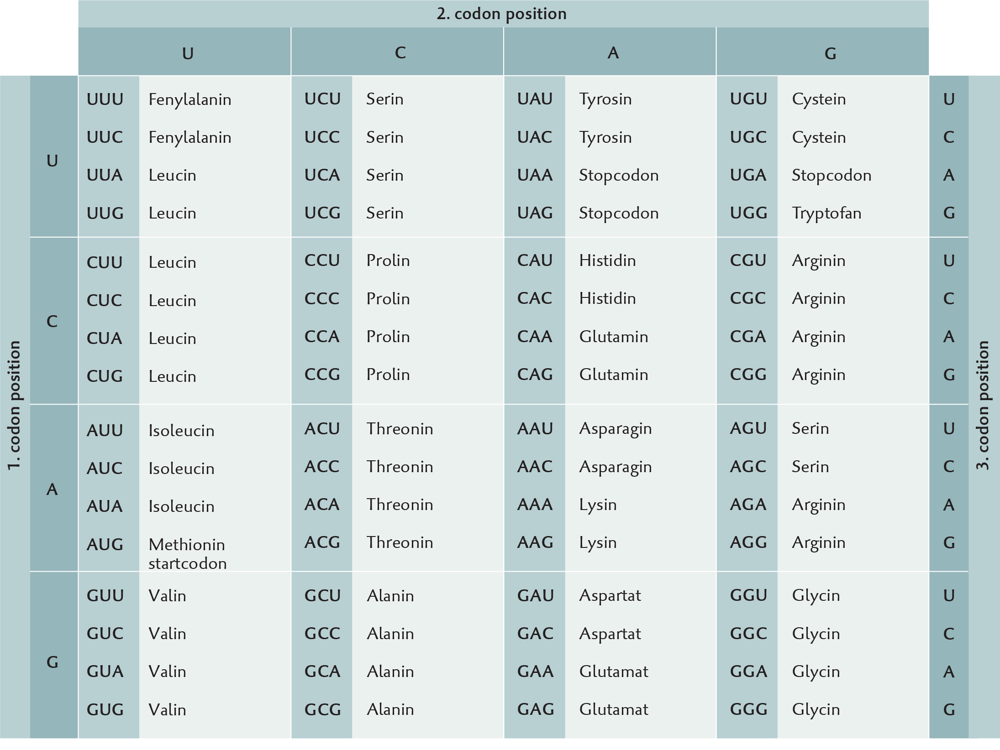 2. codon position
U C A G
UUU Fenylalanin UCU Serin UAU Tyrosin UGU Cystein U
UUC Fenylalanin UCC Serin UAC Tyrosin UGC Cystein C
U
UUA Leucin UCA Serin UAA Stopcodon UGA Stopcodon A
UUG Leucin UCG Serin UAG Stopcodon UGG Tryptofan G
CUU Leucin CCU Prolin CAU Histidin CGU Arginin U
CUC Leucin CCC Prolin CAC Histidin CGC Arginin C
C
CUA Leucin CCA Prolin CAA Glutamin CGA Arginin A
CUG Leucin CCG Prolin CAG Glutamin CGG Arginin G
1. codon position
3. codon position
AUU Isoleucin ACU Threonin AAU Asparagin AGU Serin U
AUC Isoleucin ACC Threonin AAC Asparagin AGC Serin C
A
AUA Isoleucin ACA Threonin AAA Lysin AGA Arginin A
AUG Methionin ACG Threonin AAG Lysin AGG Arginin G
startcodon
GUU Valin GCU Alanin GAU Aspartat GGU Glycin U
GUC Valin GCC Alanin GAC Aspartat GGC Glycin C
G
GUA Valin GCA Alanin GAA Glutamat GGA Glycin A
GUG Valin GCG Alanin GAG Glutamat GGG Glycin G